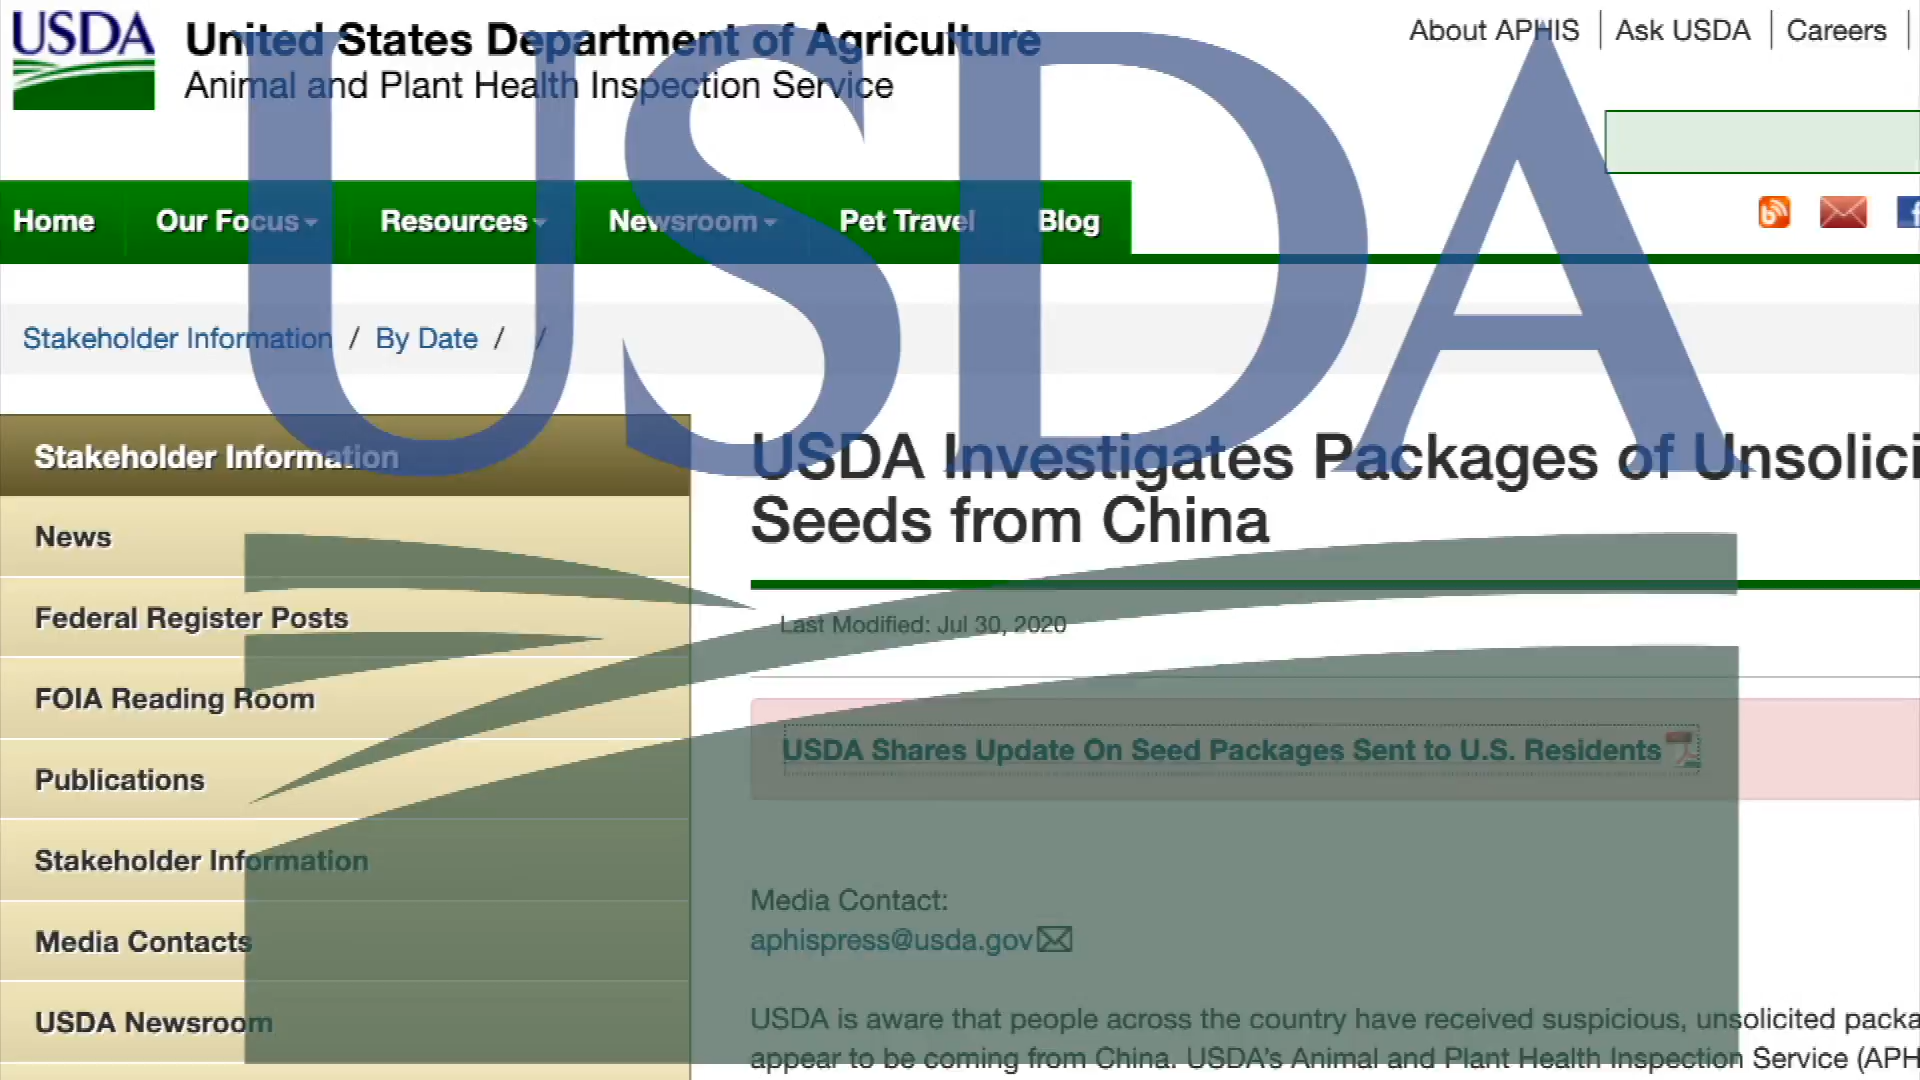 USDA
United States Department of Agriculture
Animal and Plant Health Inspection Service
About APHIS | Ask USDA | Careers |
USDA
Home Our Focus Resources Newsroom Pet Travel Blog
Stakeholder Information / By Date / /
Stakeholder Information
News
Federal Register Posts
FOIA Reading Room
Publications
Stakeholder Information
Media Contacts
USDA Newsroom
USDA Investigates Packages of Unsolici
Seeds from China
Last Modified: Jul 30, 2020
USDA Shares Update On Seed Packages Sent to U.S. Residents
Media Contact:
aphispress@usda.gov
USDA is aware that people across the country have received suspicious, unsolicited packa
appear to be coming from China. USDA's Animal and Plant Health Inspection Service (APH